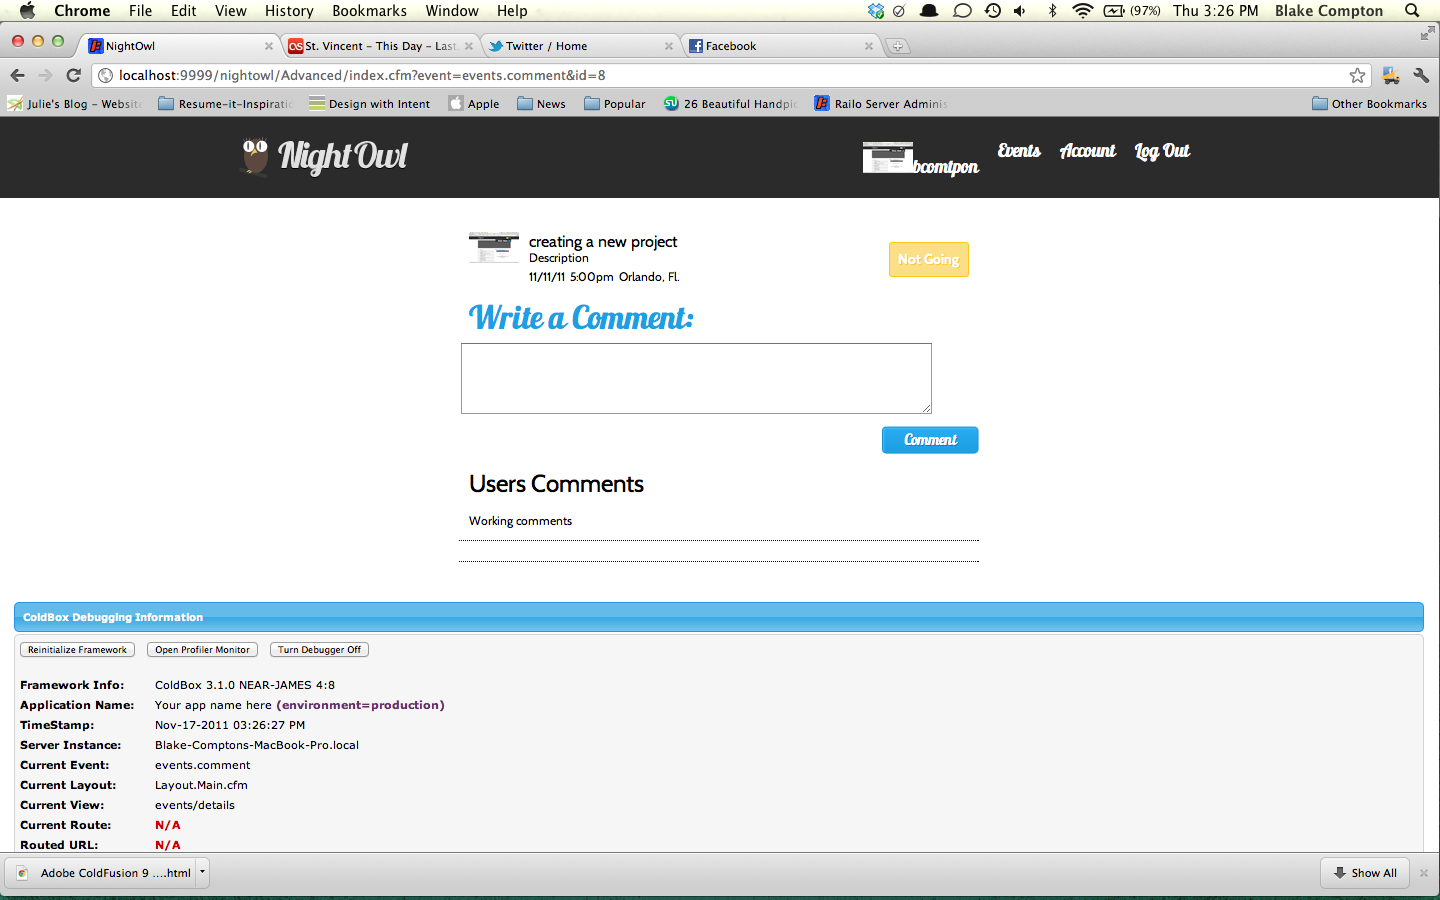 Chrome File Edit View History Bookmarks Window Help (97%) Thu 3:26 PM Blake Compton
NightOwl St. Vincent – This Day – Last. Twitter / Home Facebook
localhost:9999/nightowl/Advanced/index.cfm?event=events.comment&id=8
Julie's Blog – Website Resume-it-Inspiratio Design with Intent Apple News Popular 26 Beautiful Handpic Railo Server Adminis Other Bookmarks
NightOwl bcomtpon Events Account Log Out
creating a new project
Description
11/11/11 5:00pm Orlando, Fl.
Not Going
Write a Comment:
Comment
Users Comments
Working comments
ColdBox Debugging Information
Reinitialize Framework Open Profiler Monitor Turn Debugger Off
Framework Info: ColdBox 3.1.0 NEAR-JAMES 4:8
Application Name: Your app name here (environment=production)
TimeStamp: Nov-17-2011 03:26:27 PM
Server Instance: Blake-Comptons-MacBook-Pro.local
Current Event: events.comment
Current Layout: Layout.Main.cfm
Current View: events/details
Current Route: N/A
Routed URL: N/A
Adobe ColdFusion 9 ....html Show All